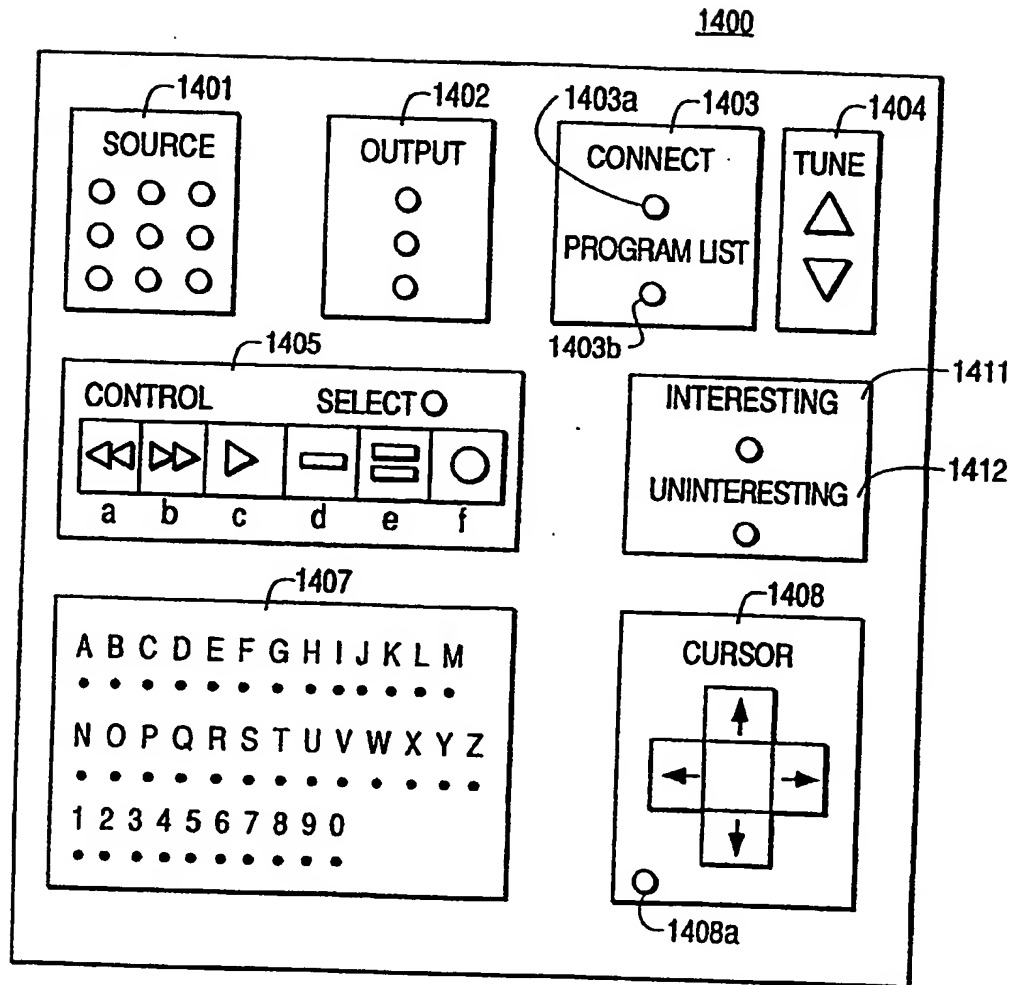 1400
1401
1402
1403a
1403
1404
SOURCE
OUTPUT
CONNECT
TUNE
PROGRAM LIST
1403b
1405
1411
CONTROL
SELECT
INTERESTING
1412
UNINTERESTING
a b c d e f
1407
1408
A B C D E F G H I J K L M
CURSOR
N O P Q R S T U V W X Y Z
1 2 3 4 5 6 7 8 9 0
1408a